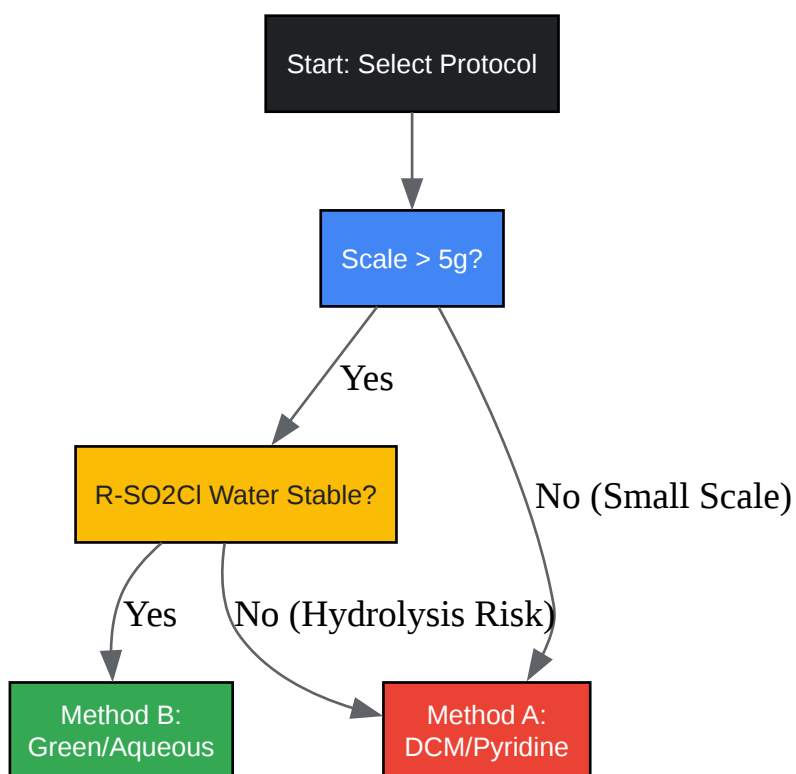 Start: Select Protocol
Scale > 5g?
Yes
No (Small Scale)
R-SO2Cl Water Stable?
Yes
No (Hydrolysis Risk)
Method B:
Green/Aqueous
Method A:
DCM/Pyridine